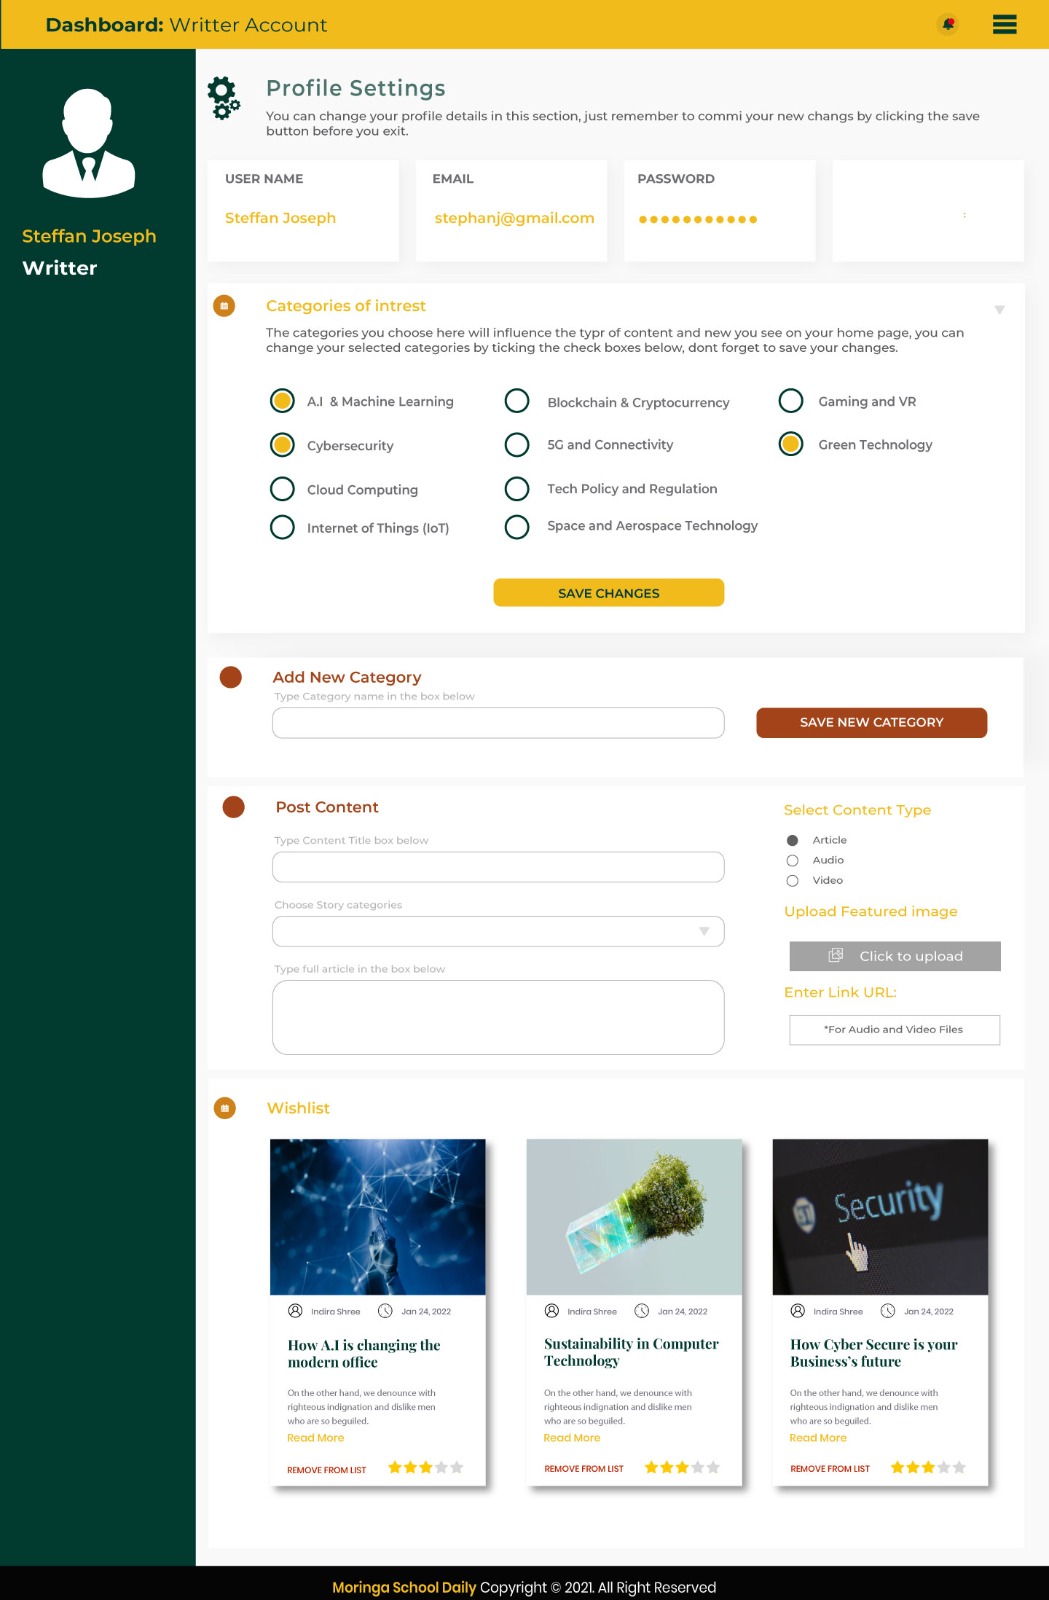 Dashboard: Writter Account
Steffan Joseph
Writter
Profile Settings
You can change your profile details in this section, just remember to commi your new changs by clicking the save
button before you exit.
USER NAME
Steffan Joseph
EMAIL
stephanj@gmail.com
PASSWORD
●●●●●●●●●●●
:
Categories of intrest
The categories you choose here will influence the typr of content and new you see on your home page, you can
change your selected categories by ticking the check boxes below, dont forget to save your changes.
A.I & Machine Learning
Blockchain & Cryptocurrency
Gaming and VR
Cybersecurity
5G and Connectivity
Green Technology
Cloud Computing
Tech Policy and Regulation
Internet of Things (IoT)
Space and Aerospace Technology
SAVE CHANGES
Add New Category
Type Category name in the box below
SAVE NEW CATEGORY
Post Content
Type Content Title box below
Choose Story categories
Type full article in the box below
Select Content Type
Article
Audio
Video
Upload Featured image
Click to upload
Enter Link URL:
*For Audio and Video Files
Wishlist
Indira Shree
Jan 24, 2022
How A.I is changing the
modern office
On the other hand, we denounce with
righteous indignation and dislike men
who are so beguiled.
Read More
REMOVE FROM LIST
Indira Shree
Jan 24, 2022
Sustainability in Computer
Technology
On the other hand, we denounce with
righteous indignation and dislike men
who are so beguiled.
Read More
REMOVE FROM LIST
Security
Indira Shree
Jan 24, 2022
How Cyber Secure is your
Business's future
On the other hand, we denounce with
righteous indignation and dislike men
who are so beguiled.
Read More
REMOVE FROM LIST
Moringa School Daily Copyright © 2021. All Right Reserved